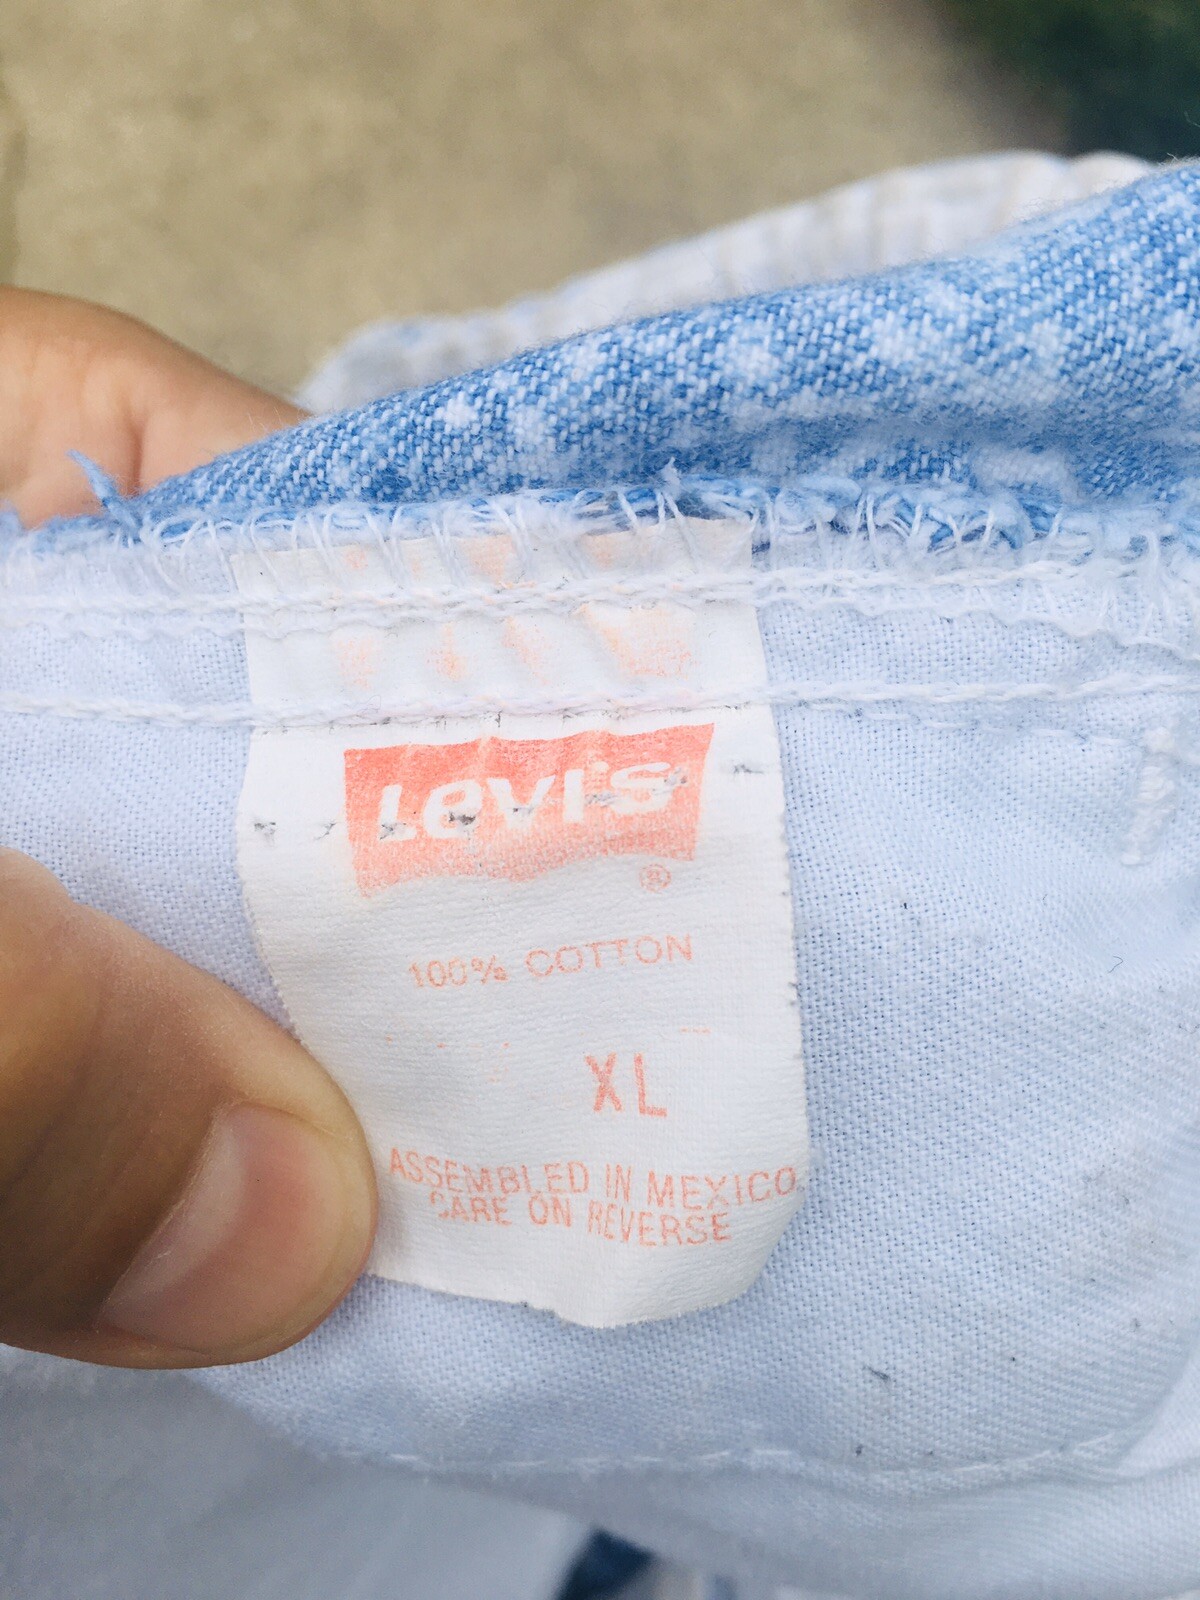 Levi's
®
100% COTTON
XL
ASSEMBLED IN MEXICO
CARE ON REVERSE